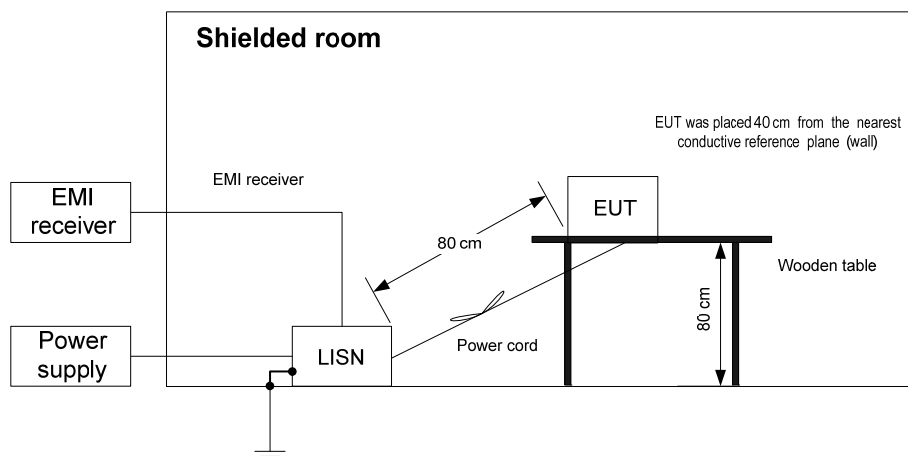 Shielded room
EUT was placed 40 cm from the nearest
conductive reference plane (wall)
EMI receiver
EMI
receiver
EUT
80 cm
Wooden table
80 cm
Power
supply
LISN
Power cord